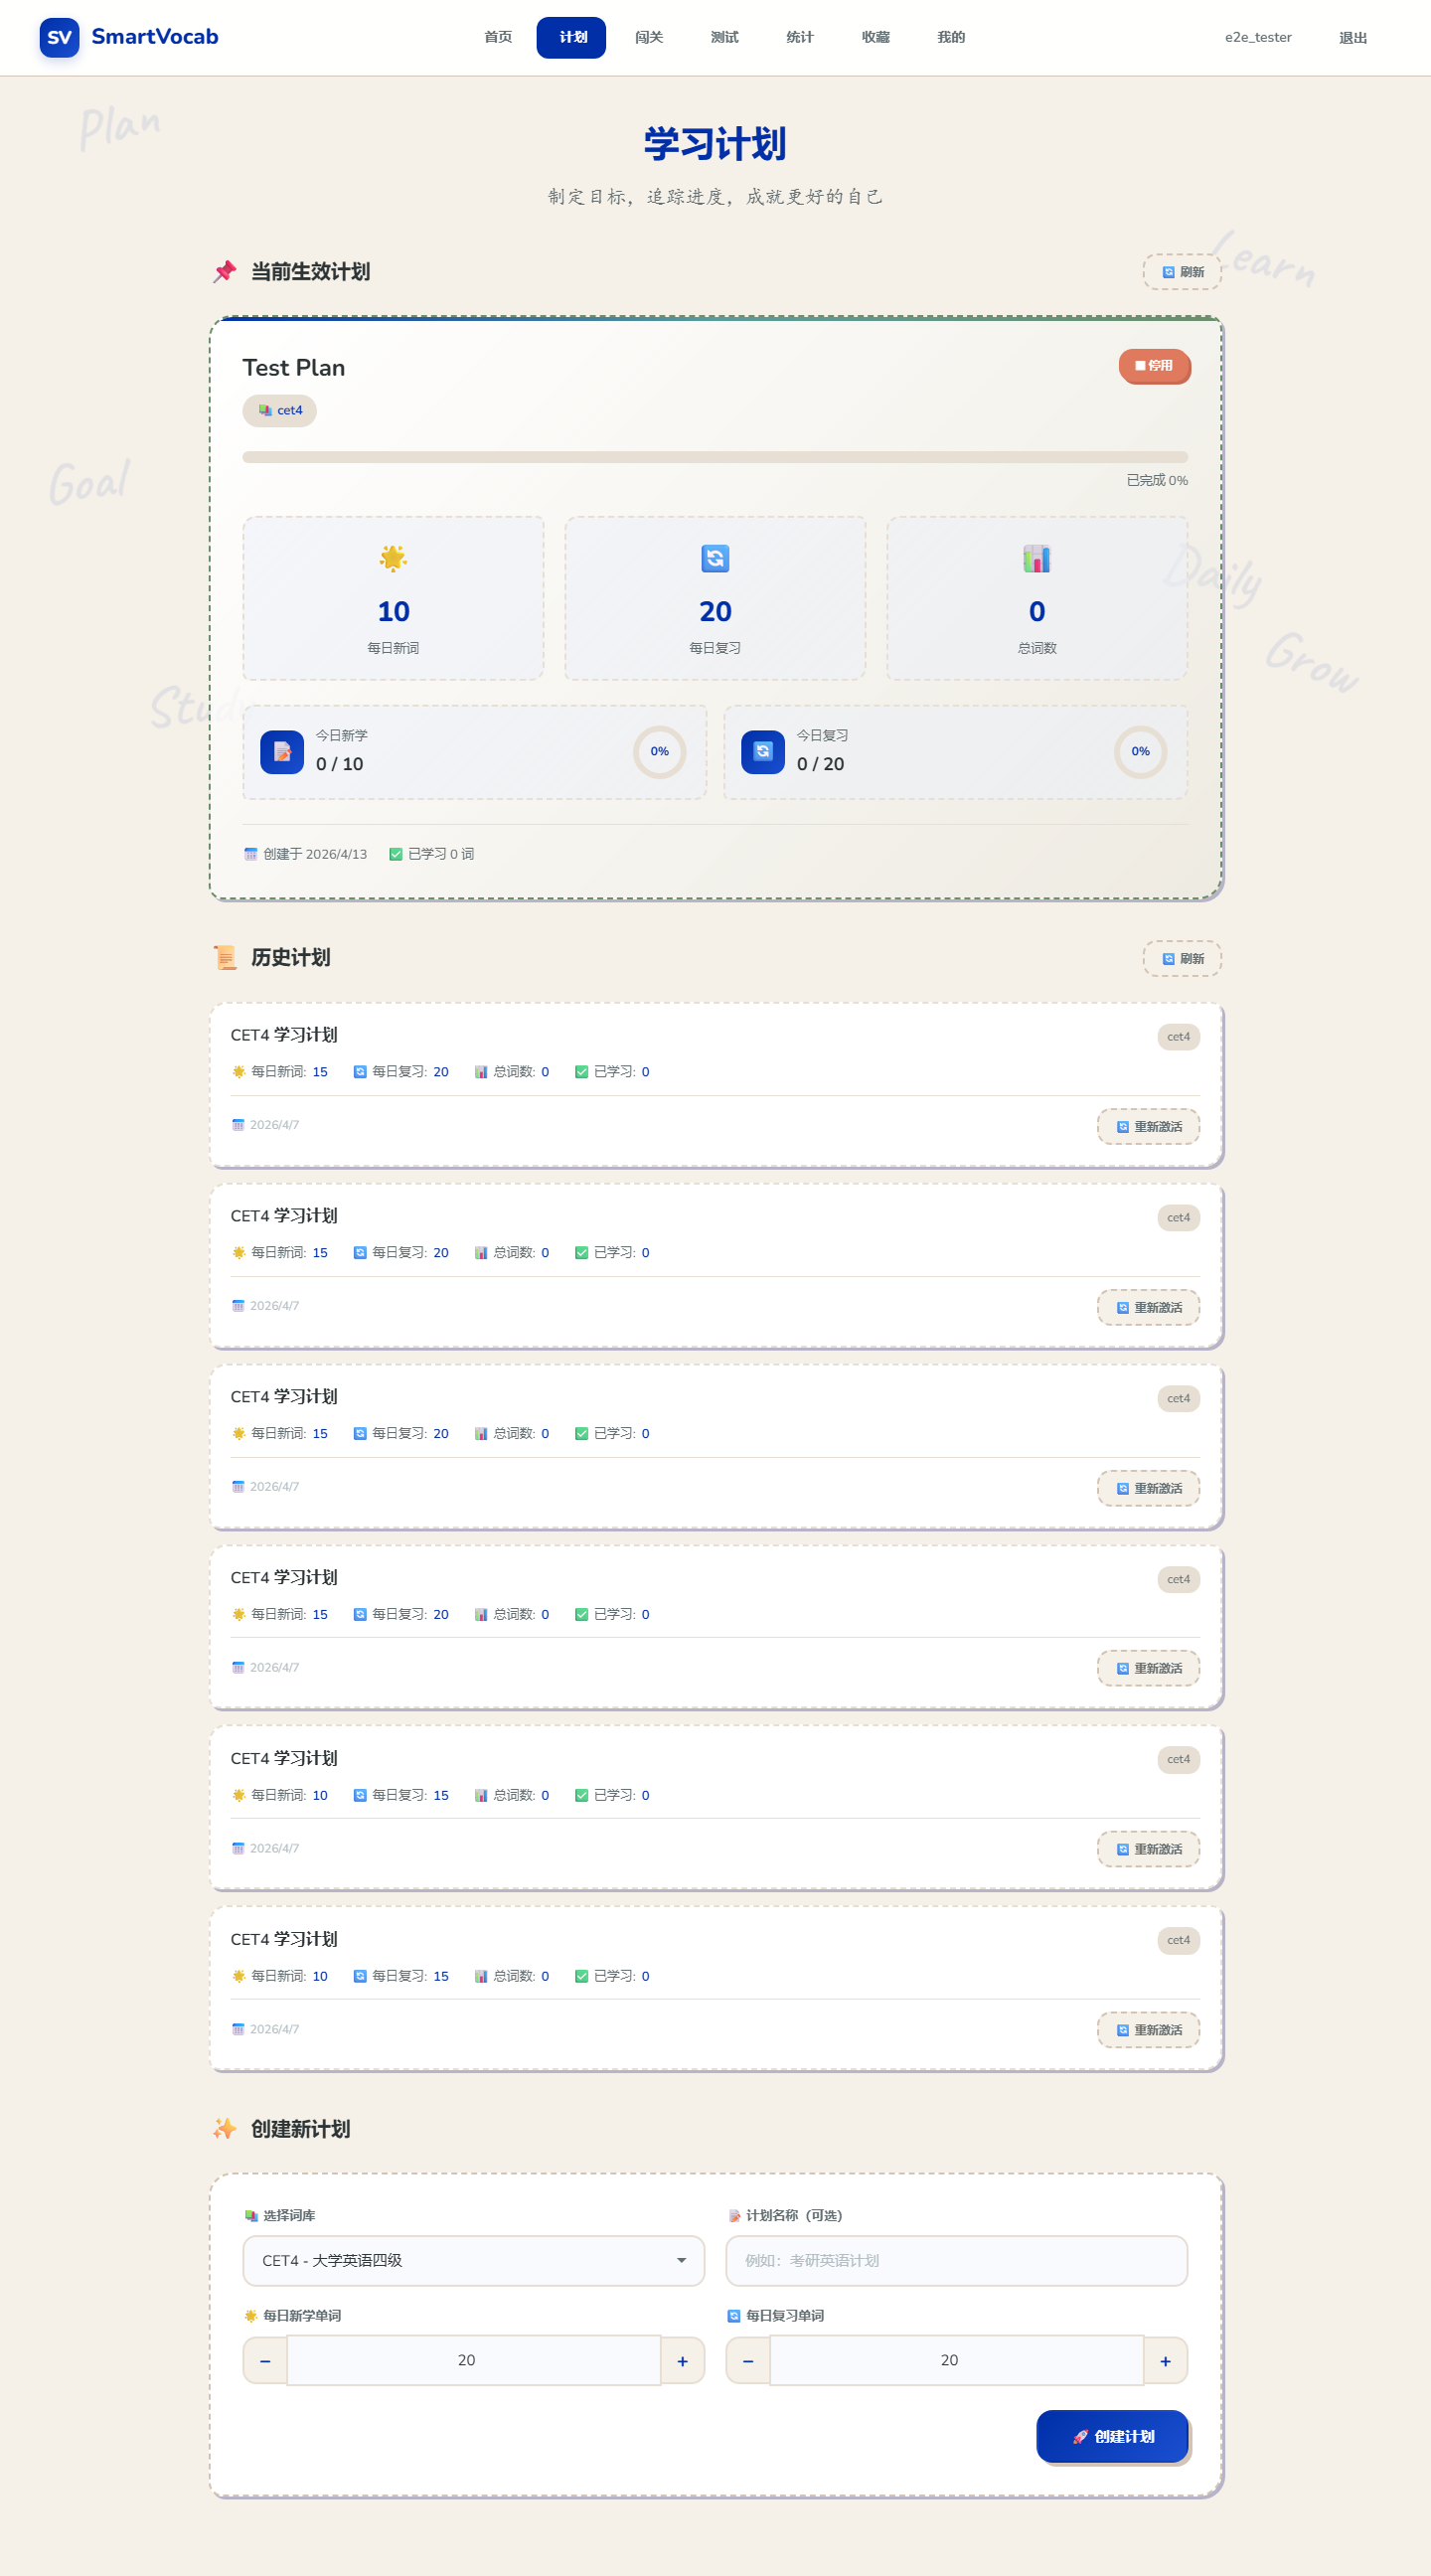 SV SmartVocab 首页 计划 闯关 测试 统计 收藏 我的 e2e_tester 退出
Plan
学习计划
制定目标，追踪进度，成就更好的自己
Learn
📌 当前生效计划 🔄 刷新
Test Plan ⏹ 停用
📚 cet4
已完成 0%
Goal
10 20 0
每日新词 每日复习 总词数
Daily
Grow
Study
今日新学 今日复习
0 / 10 0% 0 / 20 0%
创建于 2026/4/13 ✅ 已学习 0 词
📜 历史计划 🔄 刷新
CET4 学习计划 cet4
🌟 每日新词: 15 🔄 每日复习: 20 📊 总词数: 0 ✅ 已学习: 0
2026/4/7 🔄 重新激活
CET4 学习计划 cet4
🌟 每日新词: 15 🔄 每日复习: 20 📊 总词数: 0 ✅ 已学习: 0
2026/4/7 🔄 重新激活
CET4 学习计划 cet4
🌟 每日新词: 15 🔄 每日复习: 20 📊 总词数: 0 ✅ 已学习: 0
2026/4/7 🔄 重新激活
CET4 学习计划 cet4
🌟 每日新词: 15 🔄 每日复习: 20 📊 总词数: 0 ✅ 已学习: 0
2026/4/7 🔄 重新激活
CET4 学习计划 cet4
🌟 每日新词: 10 🔄 每日复习: 15 📊 总词数: 0 ✅ 已学习: 0
2026/4/7 🔄 重新激活
CET4 学习计划 cet4
🌟 每日新词: 10 🔄 每日复习: 15 📊 总词数: 0 ✅ 已学习: 0
2026/4/7 🔄 重新激活
✨ 创建新计划
📚 选择词库 📝 计划名称（可选）
CET4 - 大学英语四级 例如：考研英语计划
🌟 每日新学单词 🔄 每日复习单词
− 20 + − 20 +
🚀 创建计划